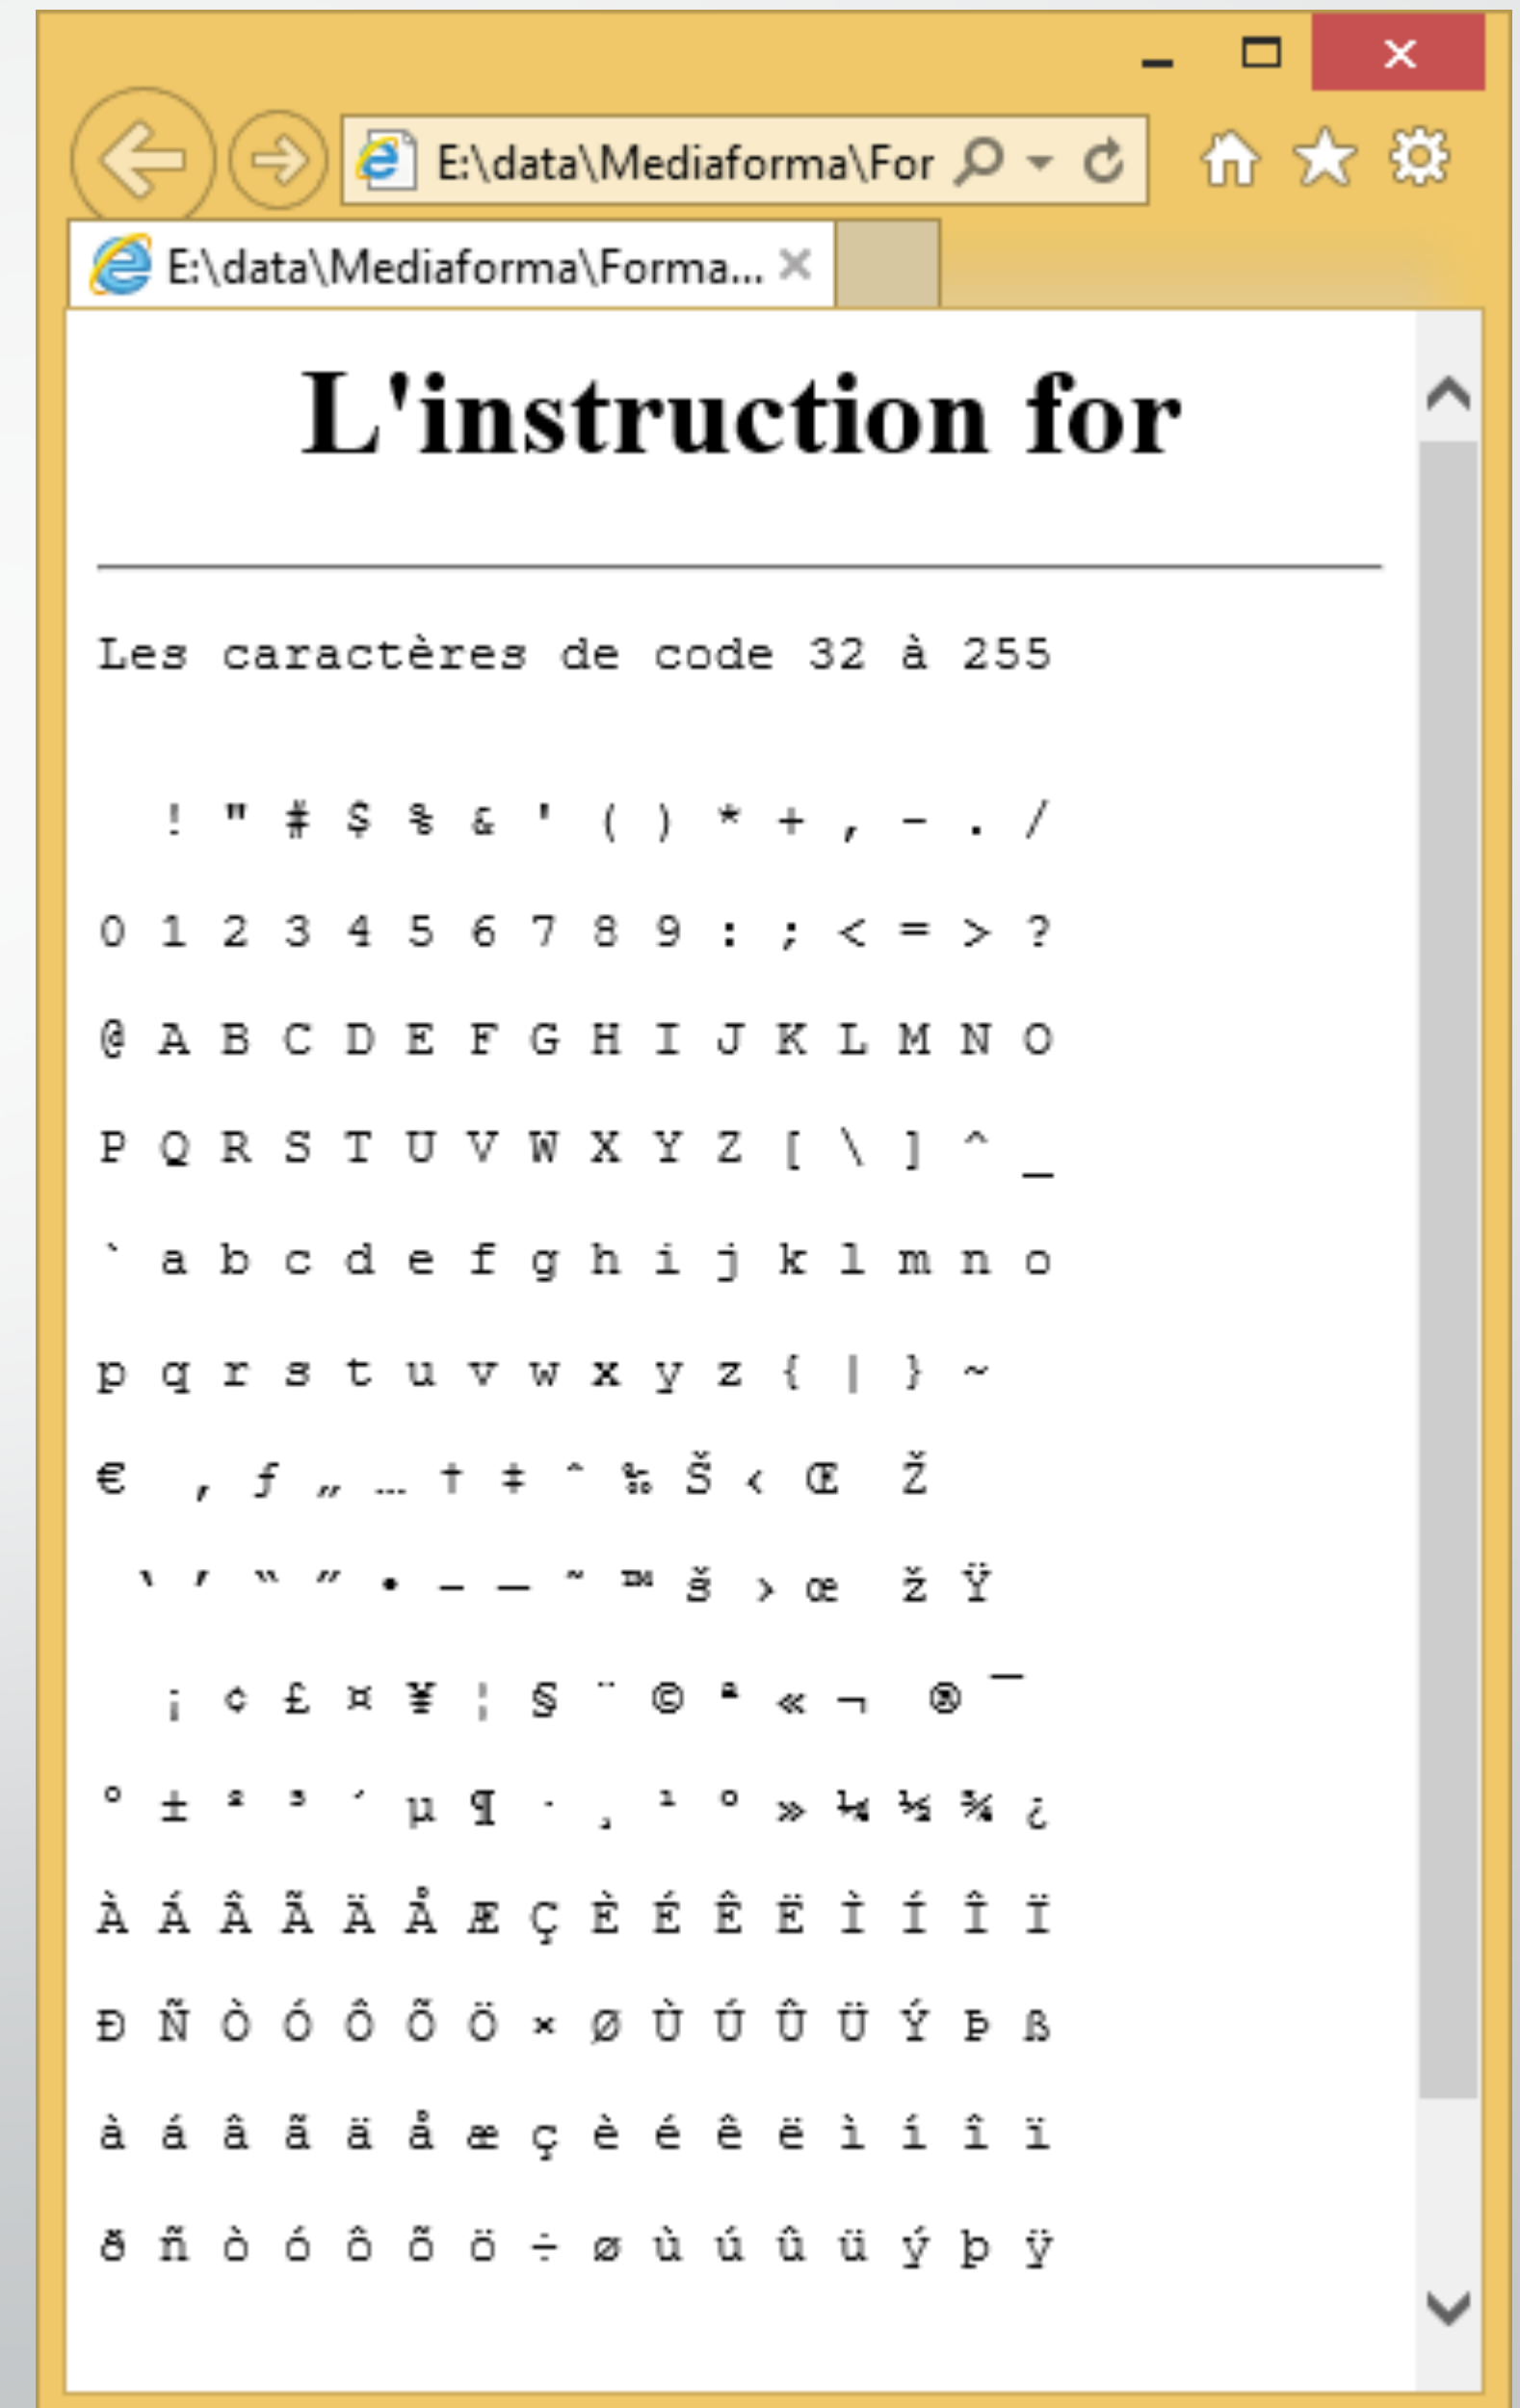 E:\data\Mediaforma\For
E:\data\Mediaforma\Forma...
L'instruction for
Les caractères de code 32 à 255
! " # $ % & ' ( ) * + , - . /
0 1 2 3 4 5 6 7 8 9 : ; < = > ?
@ A B C D E F G H I J K L M N O
P Q R S T U V W X Y Z [ \ ] ^ _
` a b c d e f g h i j k l m n o
p q r s t u v w x y z { | } ~
€ ‚ ƒ „ … † ‡ ˆ ‰ Š ‹ Œ Ž
‘ ’ “ ” • – — ˜ ™ š › œ ž Ÿ
¡ ¢ £ ¤ ¥ ¦ § ¨ © ª « ¬ ® ¯
° ± ² ³ ´ µ ¶ · ¸ ¹ º » ¼ ½ ¾ ¿
À Á Â Ã Ä Å Æ Ç È É Ê Ë Ì Í Î Ï
Ð Ñ Ò Ó Ô Õ Ö × Ø Ù Ú Û Ü Ý Þ ß
à á â ã ä å æ ç è é ê ë ì í î ï
ð ñ ò ó ô õ ö ÷ ø ù ú û ü ý þ ÿ